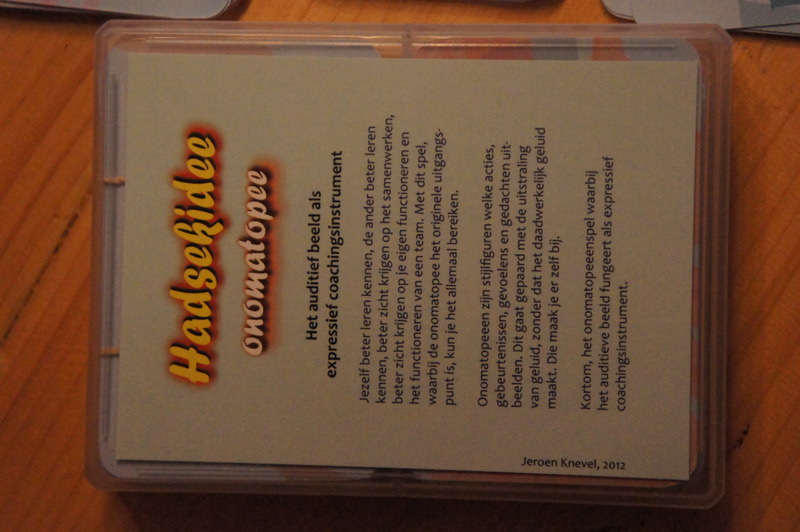 Hadsekidee
onomatopee
Het auditief beeld als
expressief coachingsinstrument
Jezelf beter leren kennen, de ander beter leren
kennen, beter zicht krijgen op het samenwerken,
beter zicht krijgen op je eigen functioneren en
het functioneren van een team. Met dit spel,
waarbij de onomatopee het originele uitgangs-
punt is, kun je het allemaal bereiken.
Onomatopeeen zijn stijlfiguren welke acties,
gebeurtenissen, gevoelens en gedachten uit-
beelden. Dit gaat gepaard met de uitstraling
van geluid, zonder dat het daadwerkelijk geluid
maakt. Die maak je er zelf bij.
Kortom, het onomatopeeenspel waarbij
het auditieve beeld fungeert als expressief
coachingsinstrument.
Jeroen Knevel, 2012